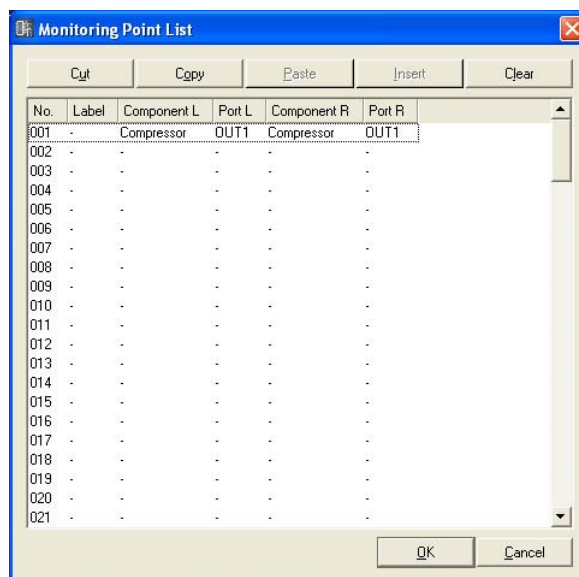 Monitoring Point List
Cut Copy Paste Insert Clear
No. Label Component L Port L Component R Port R
001 - Compressor OUT1 Compressor OUT1
002 - - - - -
003 - - - - -
004 - - - - -
005 - - - - -
006 - - - - -
007 - - - - -
008 - - - - -
009 - - - - -
010 - - - - -
011 - - - - -
012 - - - - -
013 - - - - -
014 - - - - -
015 - - - - -
016 - - - - -
017 - - - - -
018 - - - - -
019 - - - - -
020 - - - - -
021 - - - - -
OK Cancel